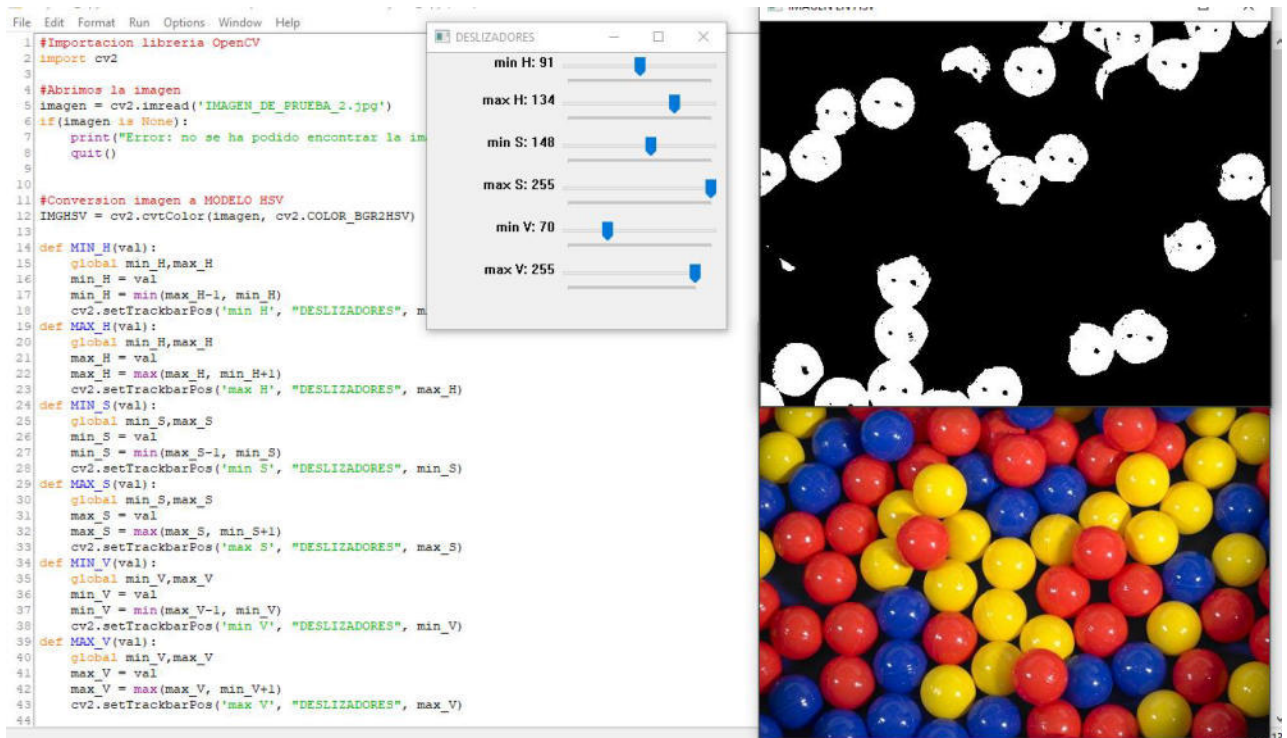 File Edit Format Run Options Window Help
1 #Importacion libreria OpenCV
2 import cv2
3
4 #Abrimos la imagen
5 imagen = cv2.imread('IMAGEN_DE_PRUEBA_2.jpg')
6 if(imagen is None):
7     print("Error: no se ha podido encontrar la
8     quit()
9
10
11 #Conversion imagen a MODELO HSV
12 IMGHSV = cv2.cvtColor(imagen, cv2.COLOR_BGR2HSV)
13
14 def MIN_H(val):
15     global min_H,max_H
16     min_H = val
17     min_H = min(max_H-1, min_H)
18     cv2.setTrackbarPos('min H', "DESLIZADORES",
19 def MAX_H(val):
20     global min_H,max_H
21     max_H = val
22     max_H = max(max_H, min_H+1)
23     cv2.setTrackbarPos('max H', "DESLIZADORES", max_H)
24 def MIN_S(val):
25     global min_S,max_S
26     min_S = val
27     min_S = min(max_S-1, min_S)
28     cv2.setTrackbarPos('min S', "DESLIZADORES", min_S)
29 def MAX_S(val):
30     global min_S,max_S
31     max_S = val
32     max_S = max(max_S, min_S+1)
33     cv2.setTrackbarPos('max S', "DESLIZADORES", max_S)
34 def MIN_V(val):
35     global min_V,max_V
36     min_V = val
37     min_V = min(max_V-1, min_V)
38     cv2.setTrackbarPos('min V', "DESLIZADORES", min_V)
39 def MAX_V(val):
40     global min_V,max_V
41     max_V = val
42     max_V = max(max_V, min_V+1)
43     cv2.setTrackbarPos('max V', "DESLIZADORES", max_V)
44
DESLIZADORES
min H: 91
max H: 134
min S: 148
max S: 255
min V: 70
max V: 255
IMAGEN EN HSV